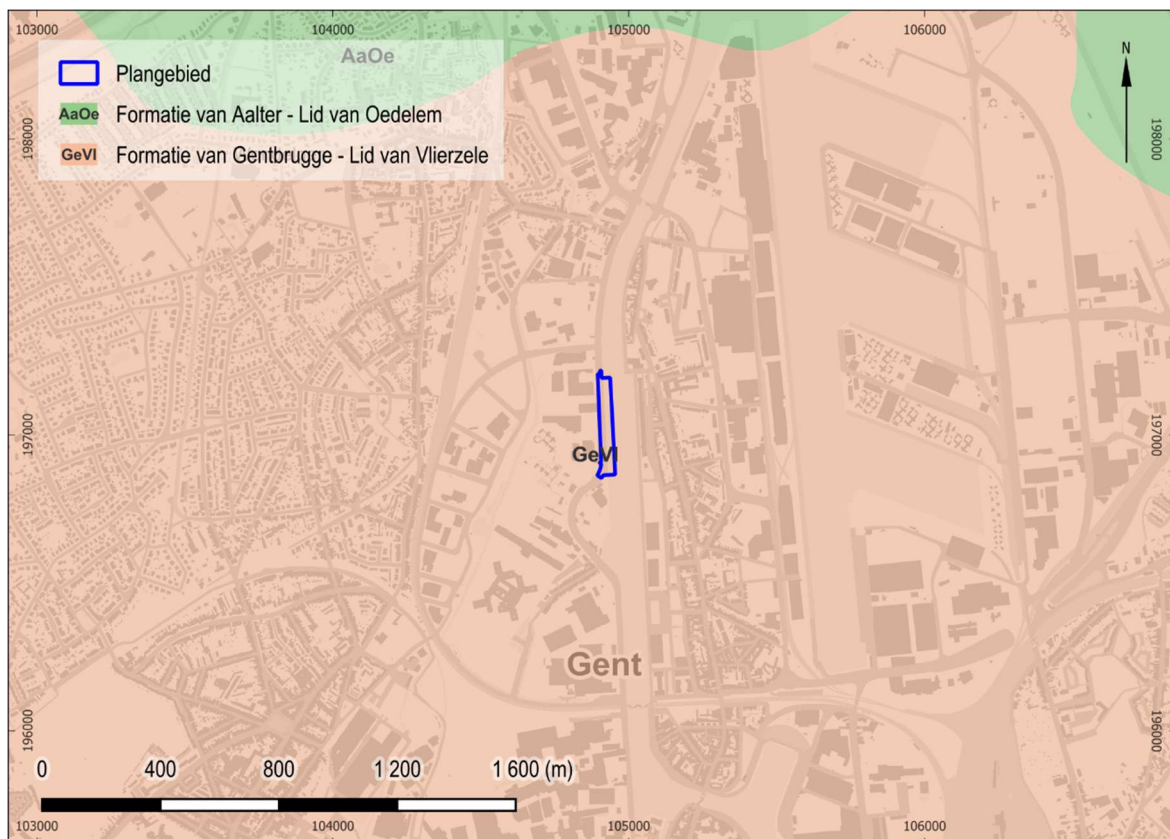 103000 104000 105000 106000
AaOe
N
Plangebied
AaOe Formatie van Aalter - Lid van Oedelem
GeVl Formatie van Gentbrugge - Lid van Vlierzele
198000 198000
197000 197000
GeVl
Gent
196000 196000
0 400 800 1 200 1 600 (m)
103000 104000 105000 106000